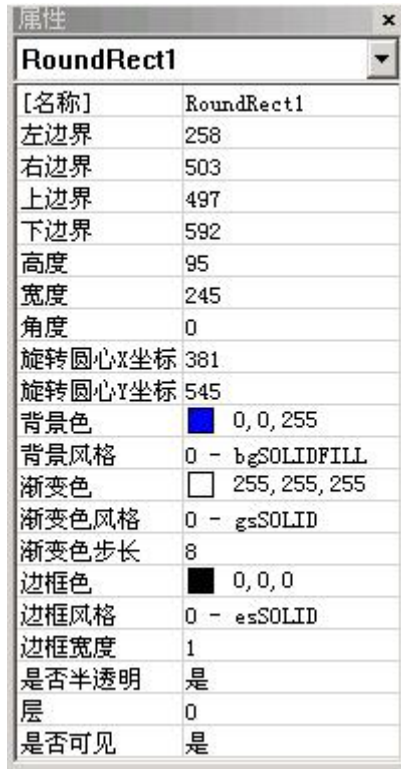 属性
RoundRect1
[名称] RoundRect1
左边界 258
右边界 503
上边界 497
下边界 592
高度 95
宽度 245
角度 0
旋转圆心X坐标 381
旋转圆心Y坐标 545
背景色 0,0,255
背景风格 0 - bgSOLIDFILL
渐变色 255,255,255
渐变色风格 0 - gsSOLID
渐变色步长 8
边框色 0,0,0
边框风格 0 - esSOLID
边框宽度 1
是否半透明 是
层 0
是否可见 是